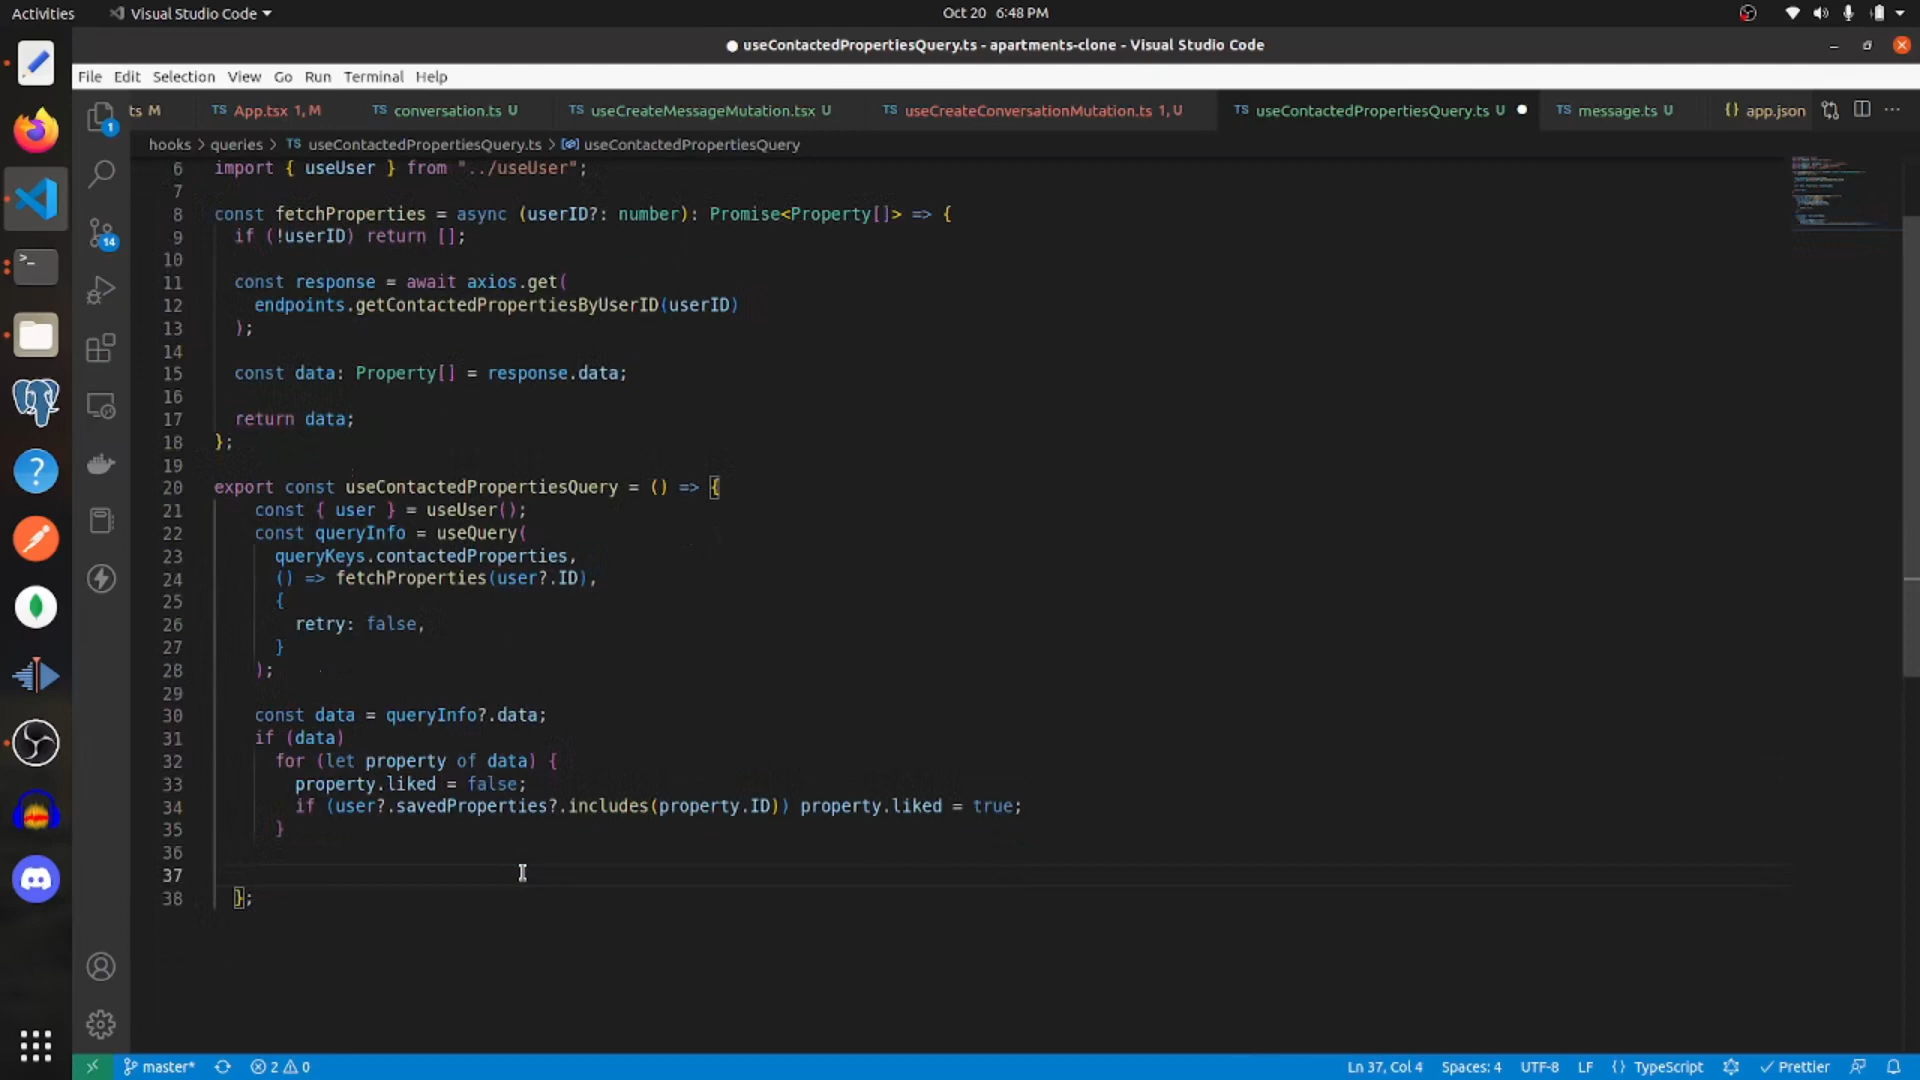 Activities Visual Studio Code Oct 20 6:48 PM
useContactedPropertiesQuery.ts - apartments-clone - Visual Studio Code
File Edit Selection View Go Run Terminal Help
ts M App.tsx 1, M conversation.ts U useCreateMessageMutation.tsx U useCreateConversationMutation.ts 1, U useContactedPropertiesQuery.ts U message.ts U app.json
hooks > queries > useContactedPropertiesQuery.ts > useContactedPropertiesQuery
6 import { useUser } from "../useUser";
7
8 const fetchProperties = async (userID?: number): Promise<Property[]> => {
9 if (!userID) return [];
10
11 const response = await axios.get(
12 endpoints.getContactedPropertiesByUserID(userID)
13 );
14
15 const data: Property[] = response.data;
16
17 return data;
18 };
19
20 export const useContactedPropertiesQuery = () => {
21 const { user } = useUser();
22 const queryInfo = useQuery(
23 queryKeys.contactedProperties,
24 () => fetchProperties(user?.ID),
25 {
26 retry: false,
27 }
28 );
29
30 const data = queryInfo?.data;
31 if (data)
32 for (let property of data) {
33 property.liked = false;
34 if (user?.savedProperties?.includes(property.ID)) property.liked = true;
35 }
36
37
38 };
1
14
master* 2 0 Ln 37, Col 4 Spaces: 4 UTF-8 LF {} TypeScript Prettier